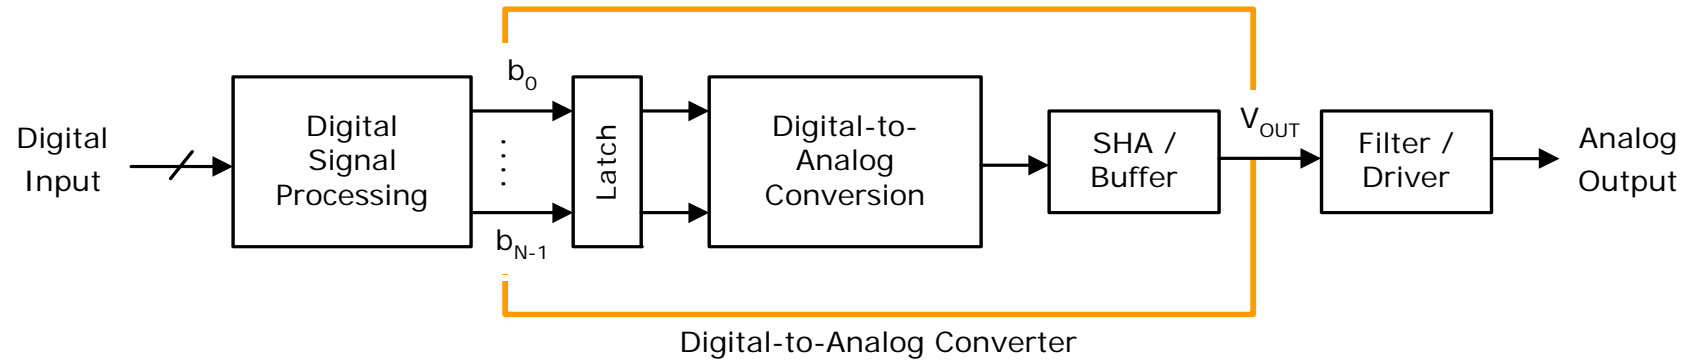 Digital
Input
Digital
Signal
Processing
b0
bN-1
Latch
Digital-to-
Analog
Conversion
SHA /
Buffer
VOUT
Filter /
Driver
Analog
Output
Digital-to-Analog Converter